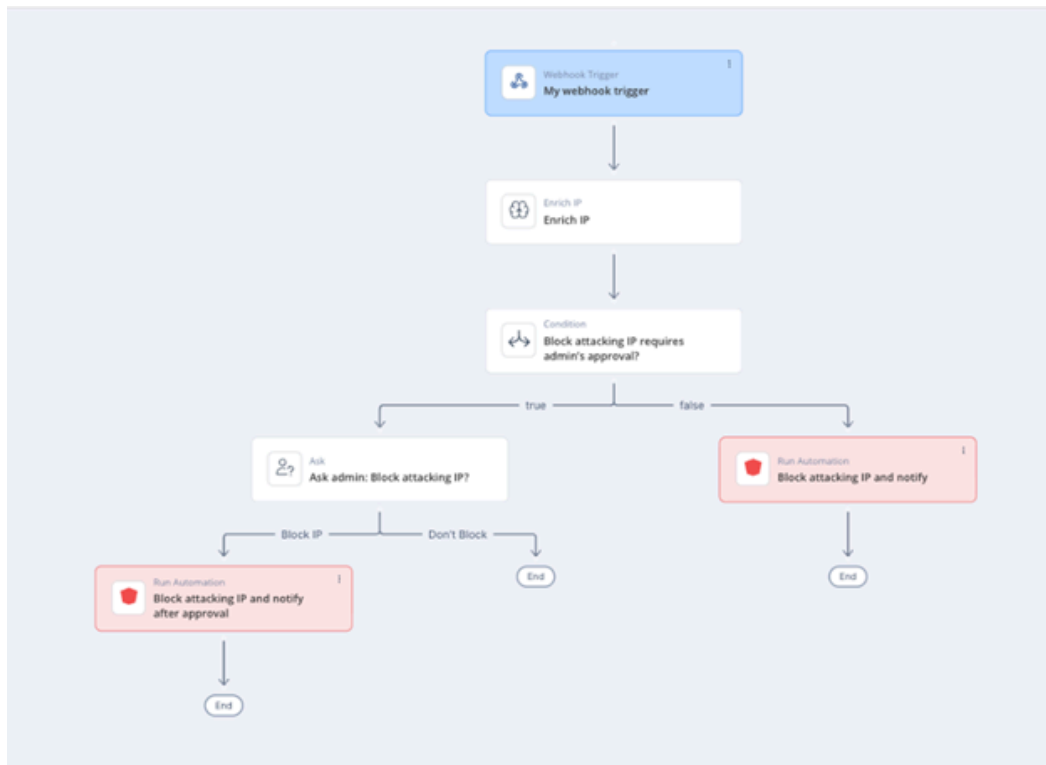 Webhook Trigger
My webhook trigger
Enrich IP
Enrich IP
Condition
Block attacking IP requires
admin's approval?
true
false
Ask
Ask admin: Block attacking IP?
Run Automation
Block attacking IP and notify
Block IP
Don't Block
End
End
Run Automation
Block attacking IP and notify
after approval
End